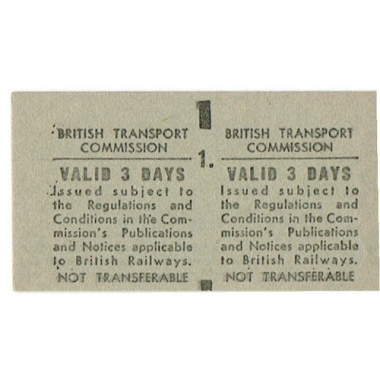 1
BRITISH TRANSPORT
COMMISSION
VALID 3 DAYS
Issued subject to
the Regulations and
Conditions in the Com-
mission's Publications
and Notices applicable
to British Railways.
NOT TRANSFERABLE
1.
BRITISH TRANSPORT
COMMISSION
VALID 3 DAYS
Issued subject to
the Regulations and
Conditions in the Com-
mission's Publications
and Notices applicable
to British Railways.
NOT TRANSFERABLE